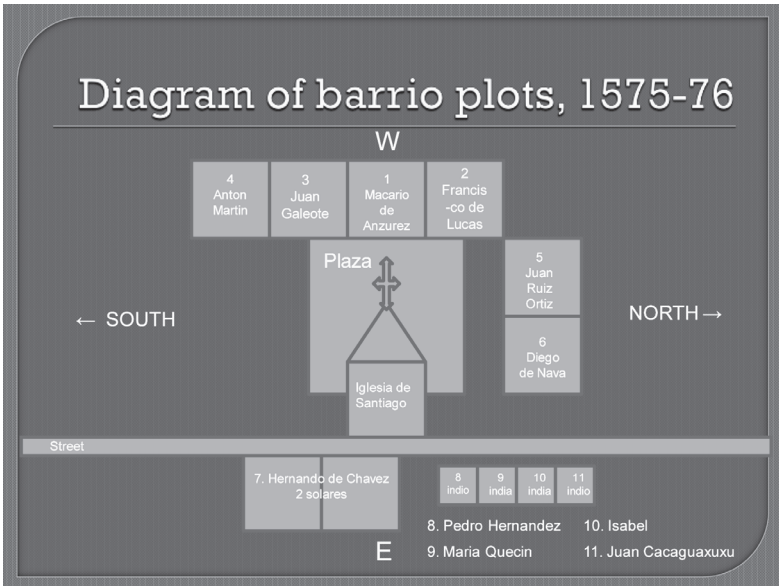 Diagram of barrio plots, 1575-76
W
4
Anton
Martin
3
Juan
Galeote
1
Macario
de
Anzurez
2
Francis
-co de
Lucas
Plaza
5
Juan
Ruiz
Ortiz
← SOUTH
NORTH →
6
Diego
de Nava
Iglesia de
Santiago
Street
7. Hernando de Chavez
2 solares
8
indio
9
india
10
india
11
indio
8. Pedro Hernandez
10. Isabel
E
9. Maria Quecin
11. Juan Cacaguaxuxu